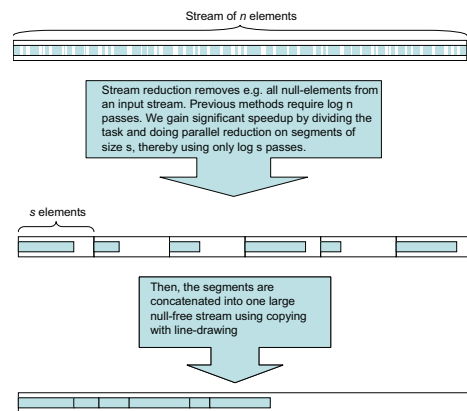 Stream of n elements
Stream reduction removes e.g. all null-elements from
an input stream. Previous methods require log n
passes. We gain significant speedup by dividing the
task and doing parallel reduction on segments of
size s, thereby using only log s passes.
s elements
Then, the segments are
concatenated into one large
null-free stream using copying
with line-drawing